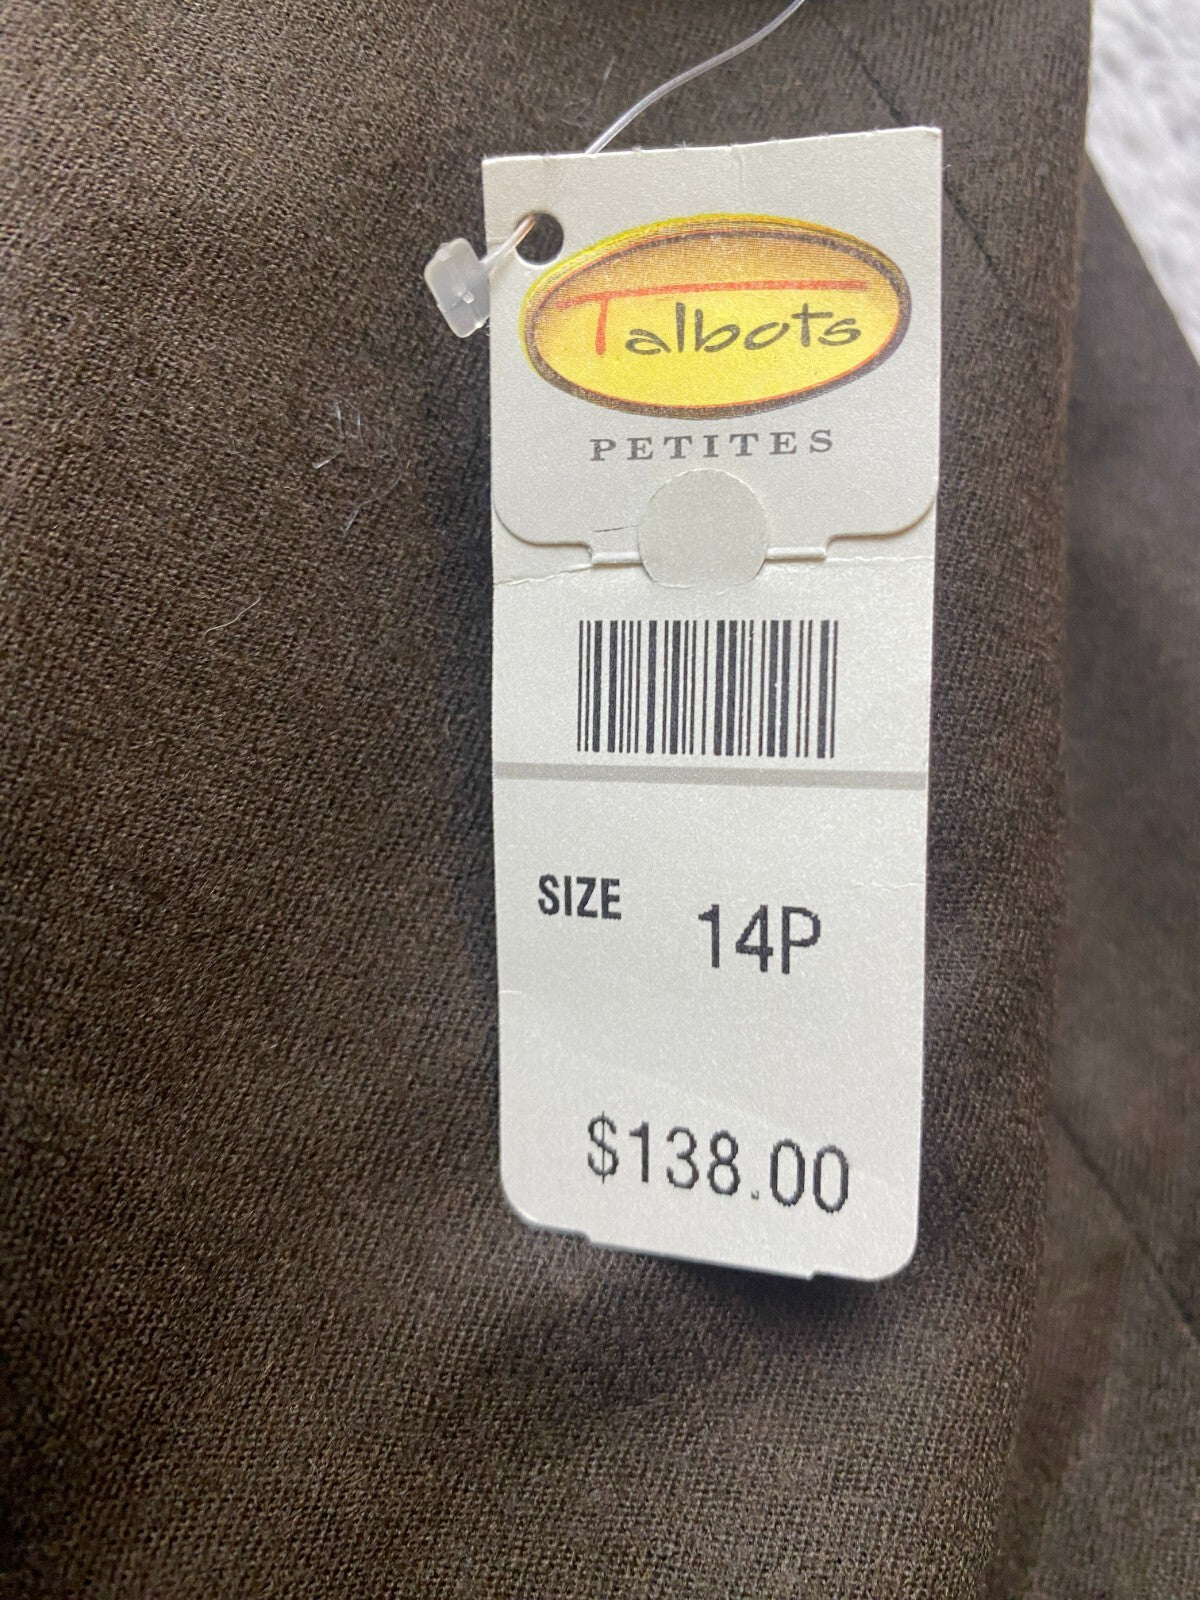 Talbots
PETITES
SIZE 14P
$138.00